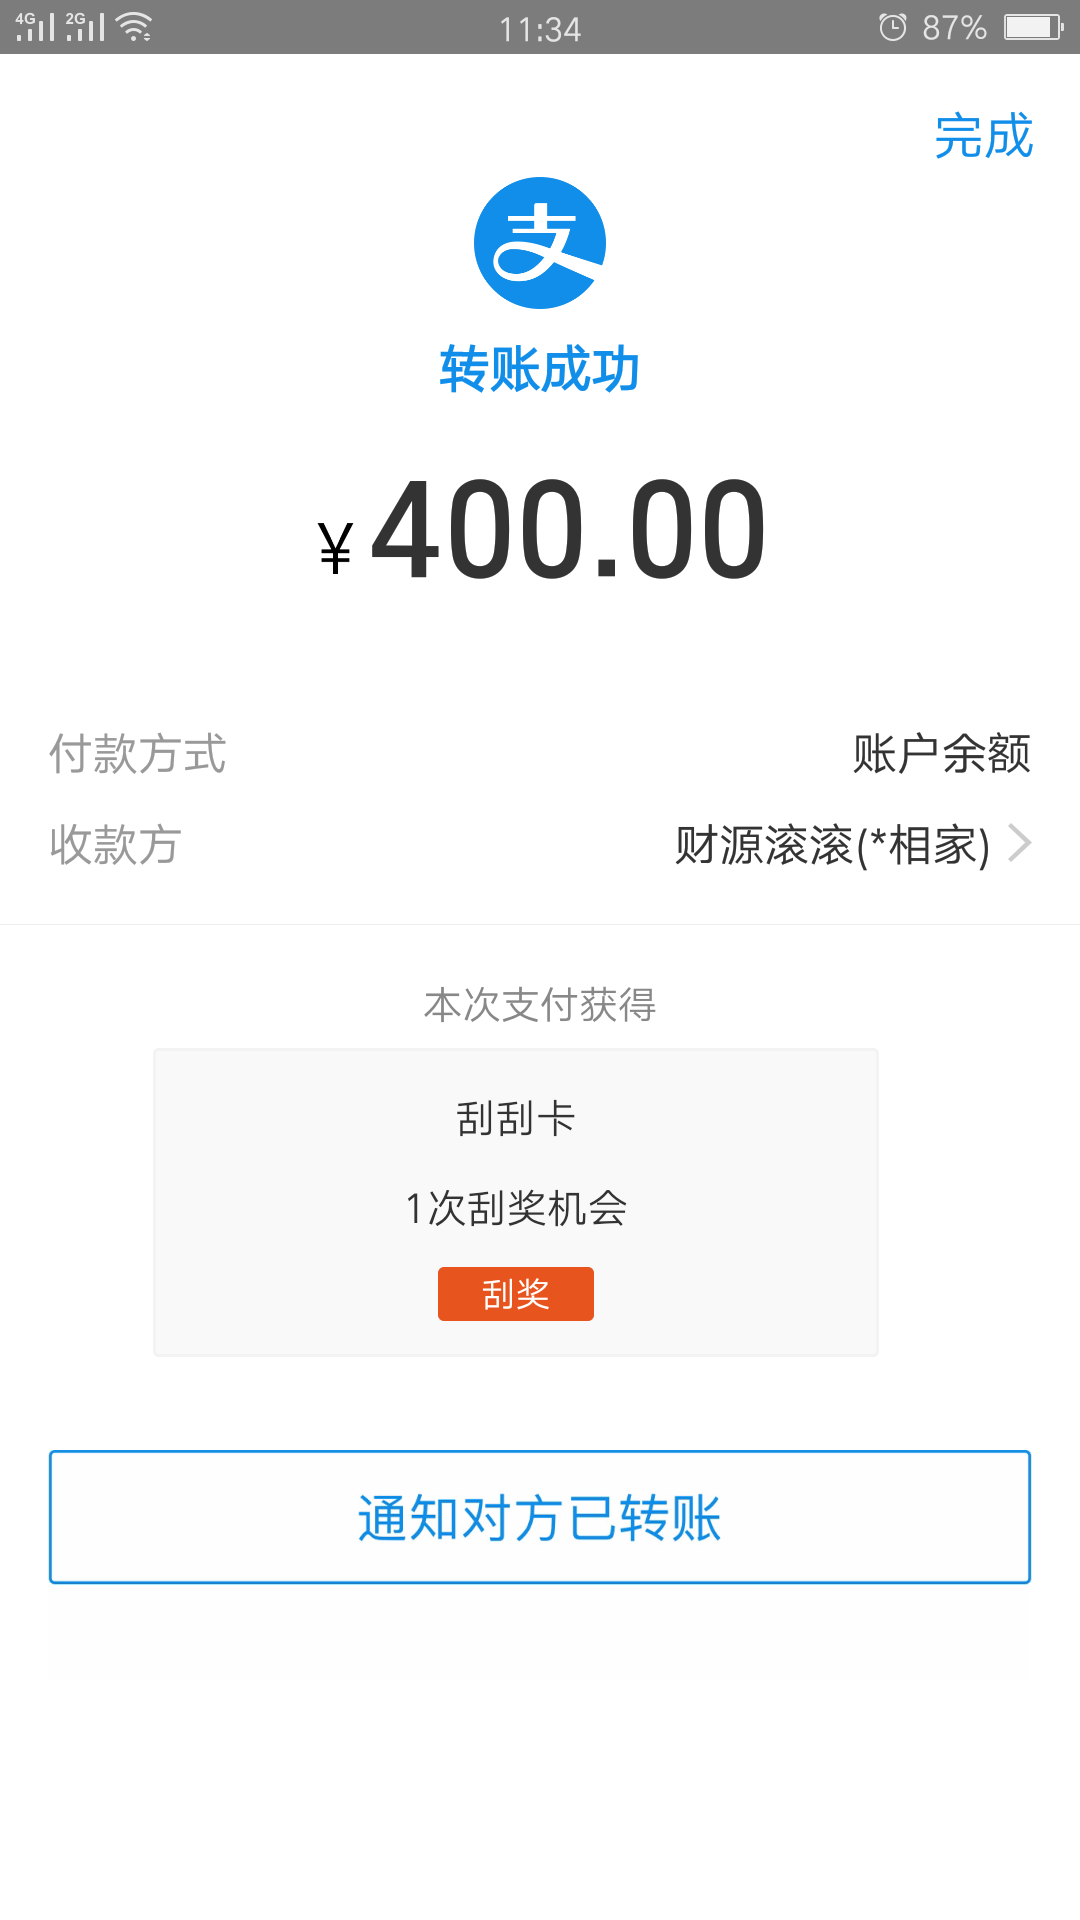 4G 2G 11:34 87%
完成
支
转账成功
¥400.00
付款方式 账户余额
收款方 财源滚滚(*相家)
本次支付获得
刮刮卡
1次刮奖机会
刮奖
通知对方已转账